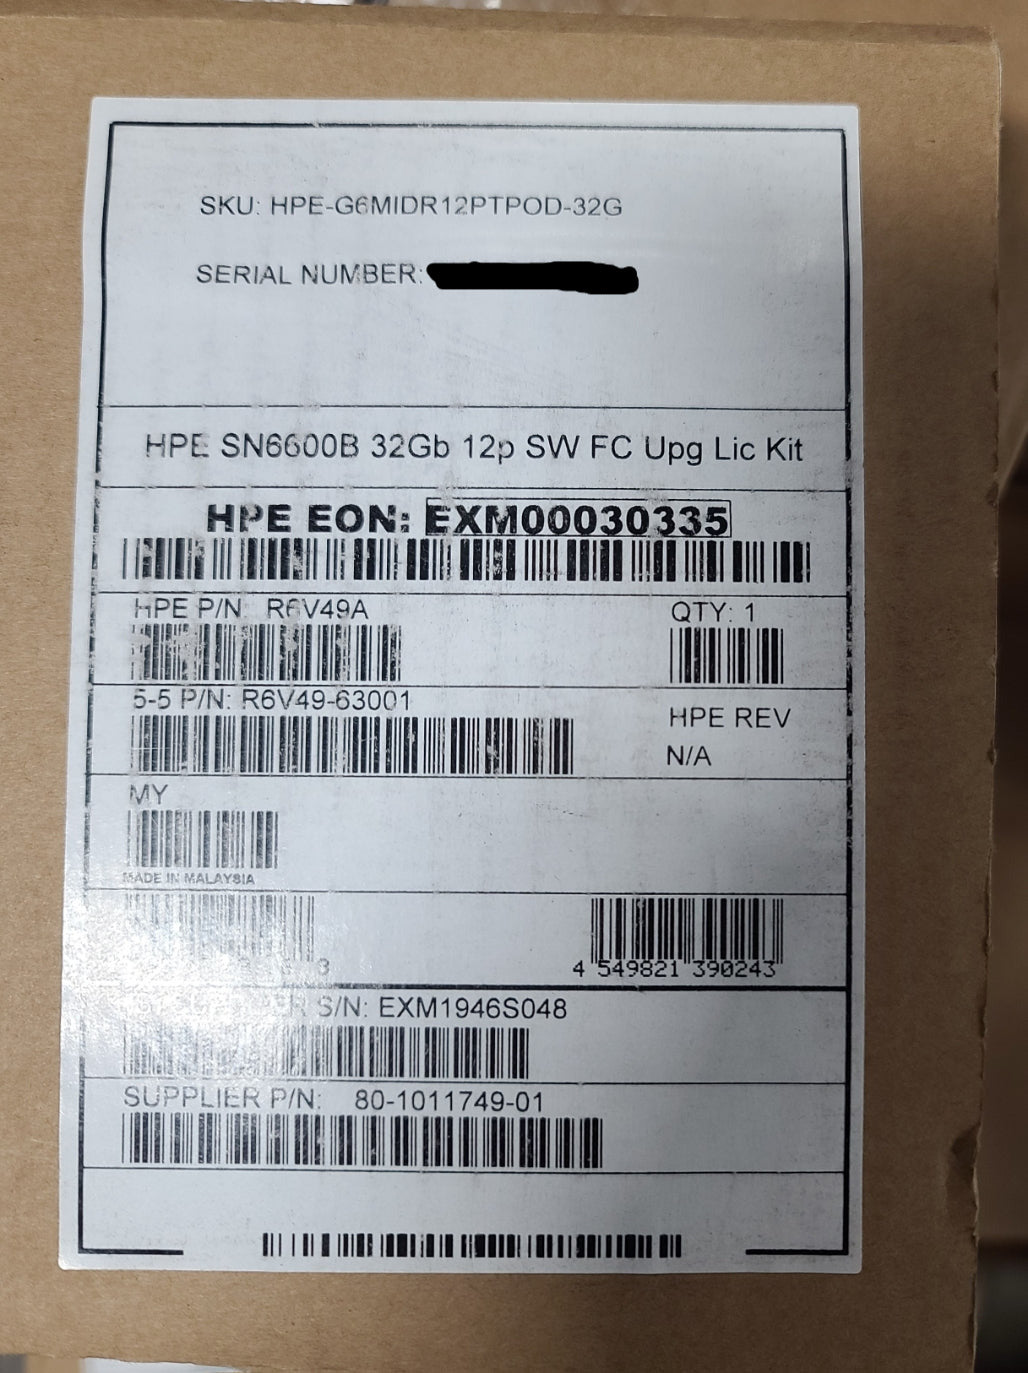 SKU: HPE-G6MIDR12PTPOD-32G
SERIAL NUMBER:
HPE SN6600B 32Gb 12p SW FC Upg Lic Kit
HPE EON: EXM00030335
HPE P/N R6V49A QTY: 1
5-5 P/N: R6V49-63001
HPE REV
N/A
MY
MADE IN MALAYSIA
3 4 549821 390243
S/N: EXM1946S048
SUPPLIER P/N: 80-1011749-01